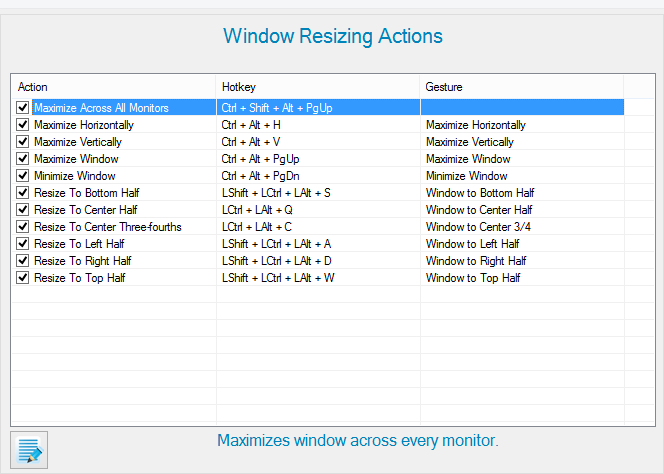 Window Resizing Actions
Action Hotkey Gesture
Maximize Across All Monitors Ctrl + Shift + Alt + PgUp
Maximize Horizontally Ctrl + Alt + H Maximize Horizontally
Maximize Vertically Ctrl + Alt + V Maximize Vertically
Maximize Window Ctrl + Alt + PgUp Maximize Window
Minimize Window Ctrl + Alt + PgDn Minimize Window
Resize To Bottom Half LShift + LCtrl + LAlt + S Window to Bottom Half
Resize To Center Half LCtrl + LAlt + Q Window to Center Half
Resize To Center Three-fourths LCtrl + LAlt + C Window to Center 3/4
Resize To Left Half LShift + LCtrl + LAlt + A Window to Left Half
Resize To Right Half LShift + LCtrl + LAlt + D Window to Right Half
Resize To Top Half LShift + LCtrl + LAlt + W Window to Top Half
Maximizes window across every monitor.